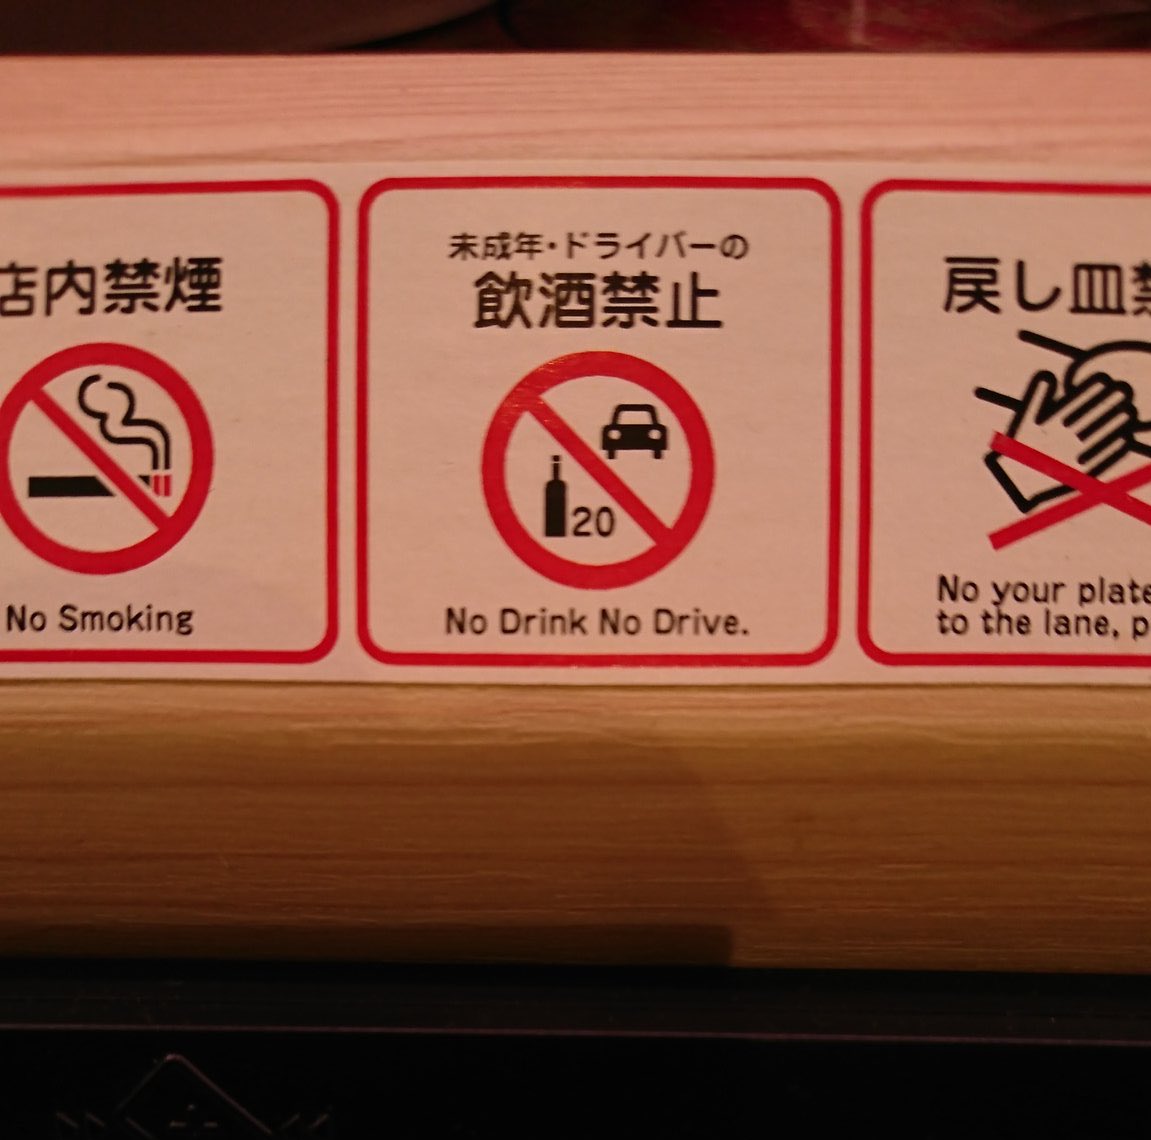 店内禁煙
No Smoking
未成年・ドライバーの
飲酒禁止
20
No Drink No Drive.
戻し皿禁
No your plate
to the lane,